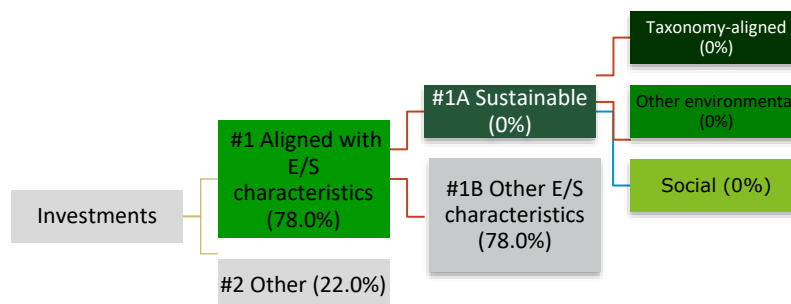 Investments
#1 Aligned with
E/S
characteristics
(78.0%)
#2 Other (22.0%)
#1A Sustainable
(0%)
#1B Other E/S
characteristics
(78.0%)
Taxonomy-aligned
(0%)
Other environmenta
(0%)
Social (0%)